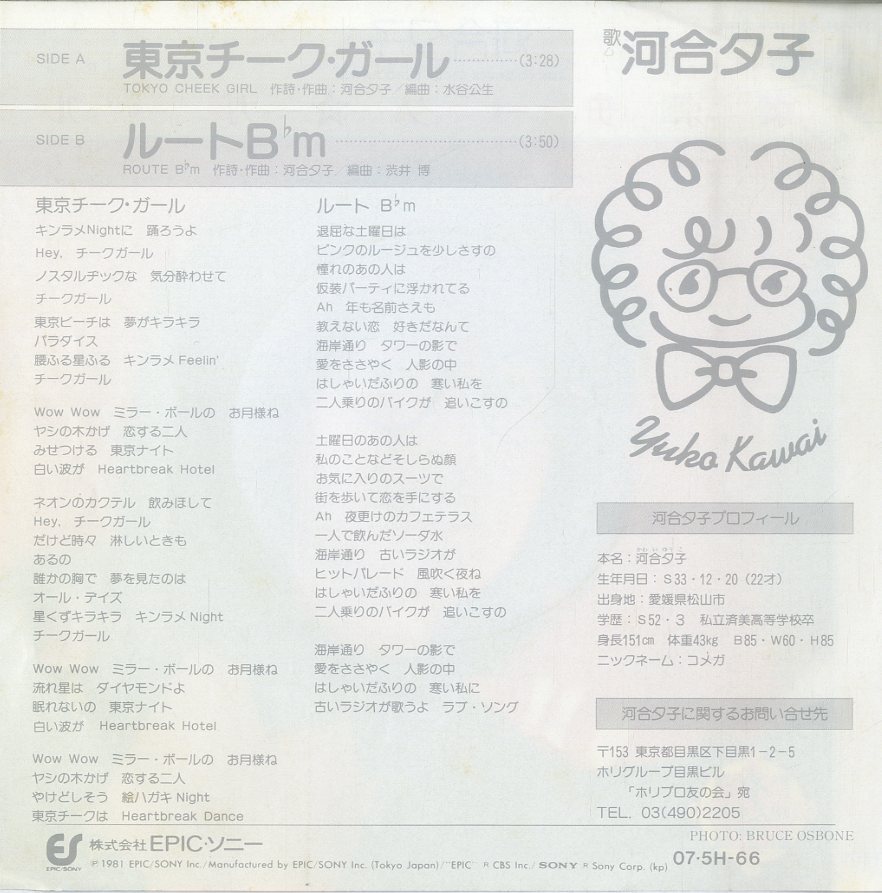 SIDE A 東京チーク・ガール (3:28)
TOKYO CHEEK GIRL 作詩・作曲:河合夕子/編曲:水谷公生
SIDE B ルートB♭m (3:50)
ROUTE B♭m 作詩・作曲:河合夕子/編曲:渋井 博
歌 河合夕子
東京チーク・ガール
キンラメNightに 踊ろうよ
Hey, チークガール
ノスタルヂックな 気分酔わせて
チークガール
東京ビーチは 夢がキラキラ
パラダイス
腰ふる星ふる キンラメ Feelin'
チークガール
Wow Wow ミラー・ボールの お月様ね
ヤシの木かげ 恋する二人
みせつける 東京ナイト
白い波が Heartbreak Hotel
ネオンのカクテル 飲みほして
Hey, チークガール
だけど時々 淋しいときも
あるの
誰かの胸で 夢を見たのは
オール・デイズ
星くずキラキラ キンラメ Night
チークガール
Wow Wow ミラー・ボールの お月様ね
流れ星は ダイヤモンドよ
眠れないの 東京ナイト
白い波が Heartbreak Hotel
Wow Wow ミラー・ボールの お月様ね
ヤシの木かげ 恋する二人
やけどしそう 絵ハガキ Night
東京チークは Heartbreak Dance
ルート B♭m
退屈な土曜日は
ピンクのルージュを少しさすの
憧れのあの人は
仮装パーティに浮かれてる
Ah 年も名前さえも
教えない恋 好きだなんて
海岸通り タワーの影で
愛をささやく 人影の中
はしゃいだふりの 寒い私を
二人乗りのバイクが 追いこすの
土曜日のあの人は
私のことなどそしらぬ顔
お気に入りのスーツで
街を歩いて恋を手にする
Ah 夜更けのカフェテラス
一人で飲んだソーダ水
海岸通り 古いラジオが
ヒットパレード 風吹く夜ね
はしゃいだふりの 寒い私を
二人乗りのバイクが 追いこすの
海岸通り タワーの影で
愛をささやく 人影の中
はしゃいだふりの 寒い私に
古いラジオが歌うよ ラブ・ソング
Yuko Kawai
河合夕子プロフィール
かわいゆうこ
本名:河合夕子
生年月日:S33・12・20 (22才)
出身地:愛媛県松山市
学歴:S52・3 私立済美高等学校卒
身長151cm 体重43kg B85・W60・H85
ニックネーム:コメガ
河合夕子に関するお問い合せ先
〒153 東京都目黒区下目黒1-2-5
ホリグループ目黒ビル
「ホリプロ友の会」宛
TEL. 03(490)2205
PHOTO: BRUCE OSBONE
ES 株式会社 EPIC・ソニー
EPIC/SONY ℗ 1981 EPIC/SONY Inc./Manufactured by EPIC/SONY Inc. (Tokyo Japan)/"EPIC" ® CBS Inc./SONY ® Sony Corp. (kp) 07・5H-66